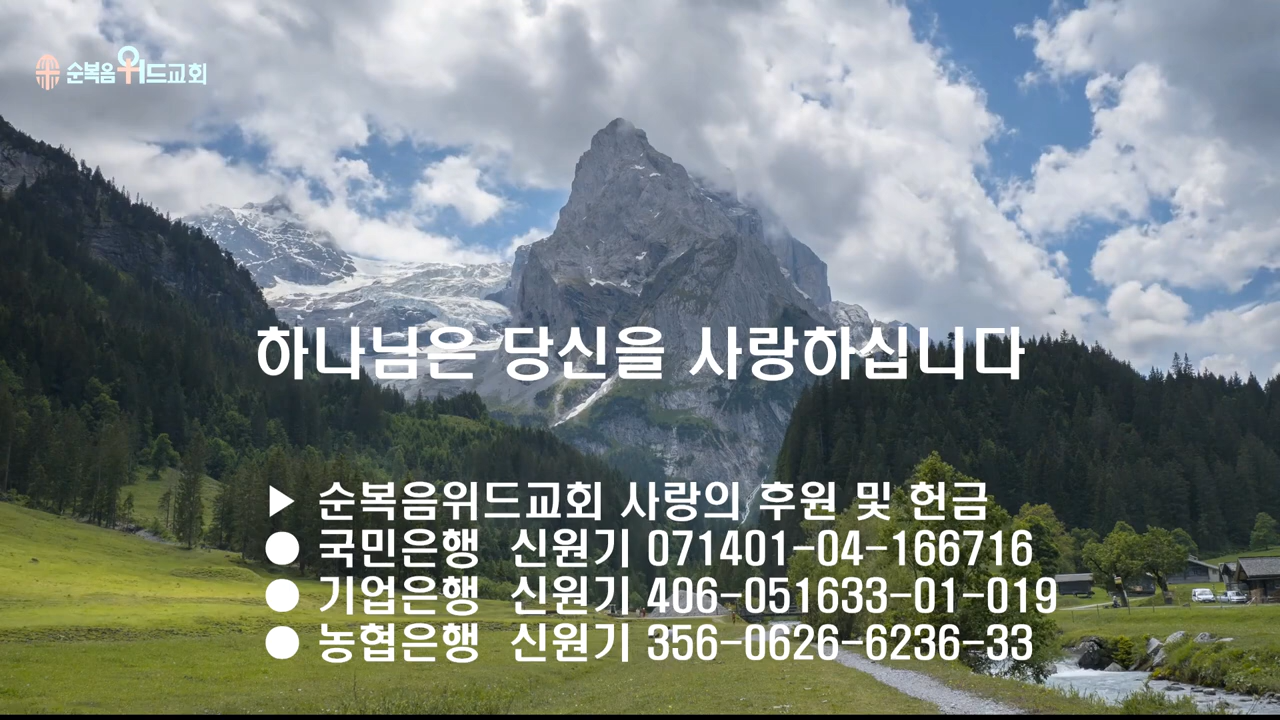 순복음위드교회
하나님은 당신을 사랑하십니다
▶ 순복음위드교회 사랑의 후원 및 헌금
● 국민은행 신원기 071401-04-166716
● 기업은행 신원기 406-051633-01-019
● 농협은행 신원기 356-0626-6236-33